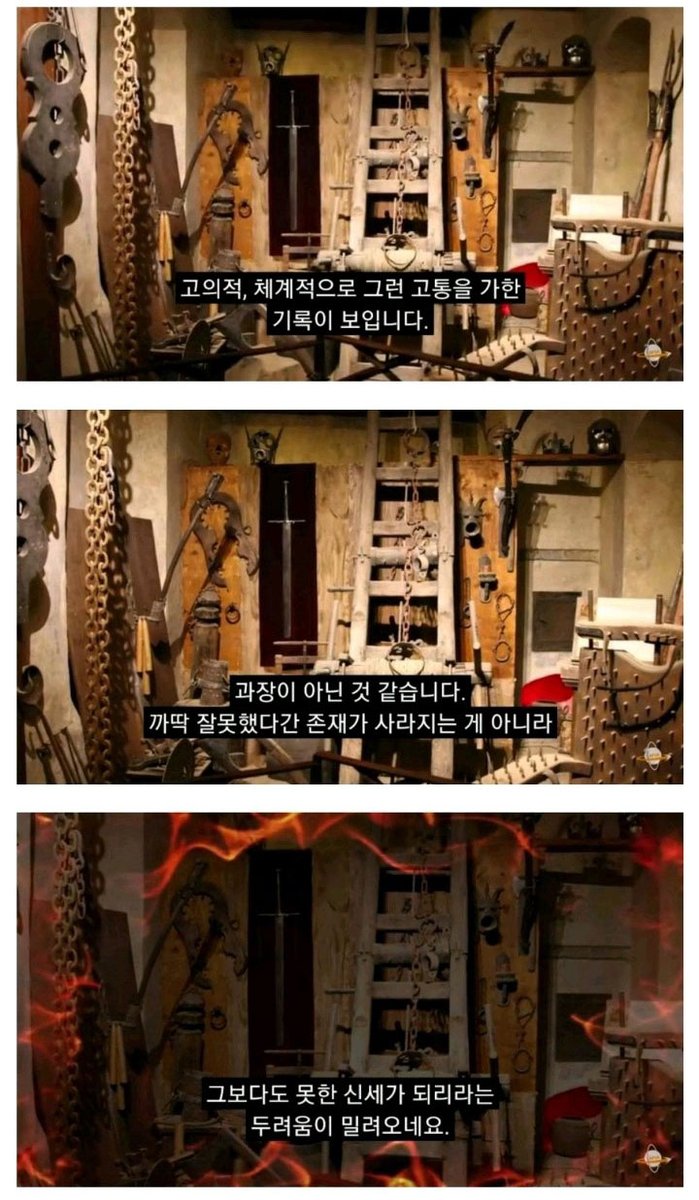 고의적, 체계적으로 그런 고통을 가한
기록이 보입니다.
과장이 아닌 것 같습니다.
까딱 잘못했다간 존재가 사라지는 게 아니라
그보다도 못한 신세가 되리라는
두려움이 밀려오네요.